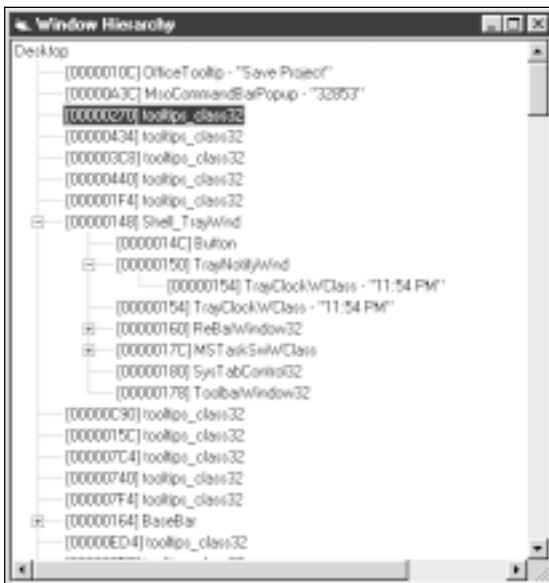 Window Hierarchy
Desktop
[0000010C] OfficeTooltip - "Save Project"
[00000A3C] MsoCommandBarPopup - "32853"
[00000270] tooltips_class32
[00000434] tooltips_class32
[000003C8] tooltips_class32
[00000440] tooltips_class32
[000001F4] tooltips_class32
[00000148] Shell_TrayWnd
[0000014C] Button
[00000150] TrayNotifyWnd
[00000154] TrayClockWClass - "11:54 PM"
[00000154] TrayClockWClass - "11:54 PM"
[00000160] ReBarWindow32
[0000017C] MSTaskSwWClass
[00000180] SysTabControl32
[00000178] ToolbarWindow32
[00000C90] tooltips_class32
[0000015C] tooltips_class32
[000007C4] tooltips_class32
[00000740] tooltips_class32
[000007F4] tooltips_class32
[00000164] BaseBar
[00000ED4] tooltips_class32